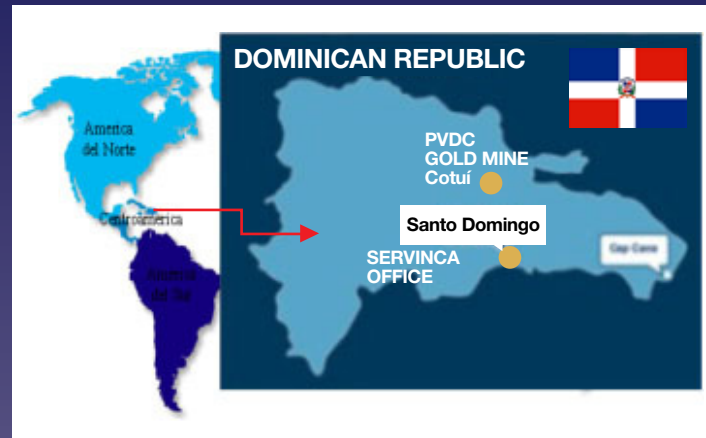 DOMINICAN REPUBLIC
America
del Norte
Centroamerica
America
del Sur
PVDC
GOLD MINE
Cotuí
Santo Domingo
SERVINCA
OFFICE
Cap Cana